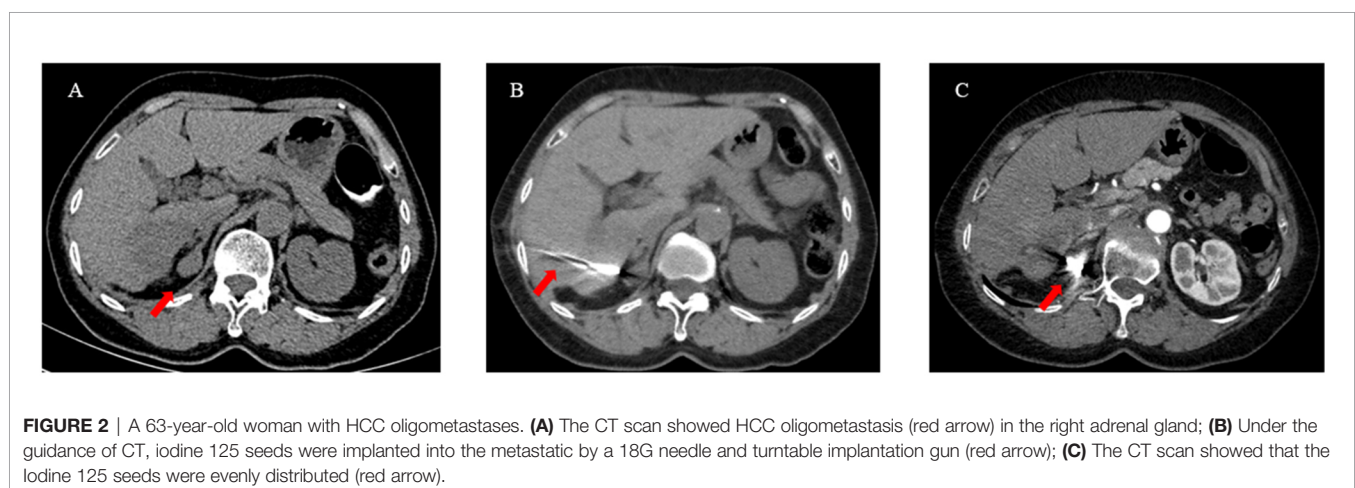 A
B
C
FIGURE 2 | A 63-year-old woman with HCC oligometastases. (A) The CT scan showed HCC oligometastasis (red arrow) in the right adrenal gland; (B) Under the
guidance of CT, iodine 125 seeds were implanted into the metastatic by a 18G needle and turntable implantation gun (red arrow); (C) The CT scan showed that the
Iodine 125 seeds were evenly distributed (red arrow).